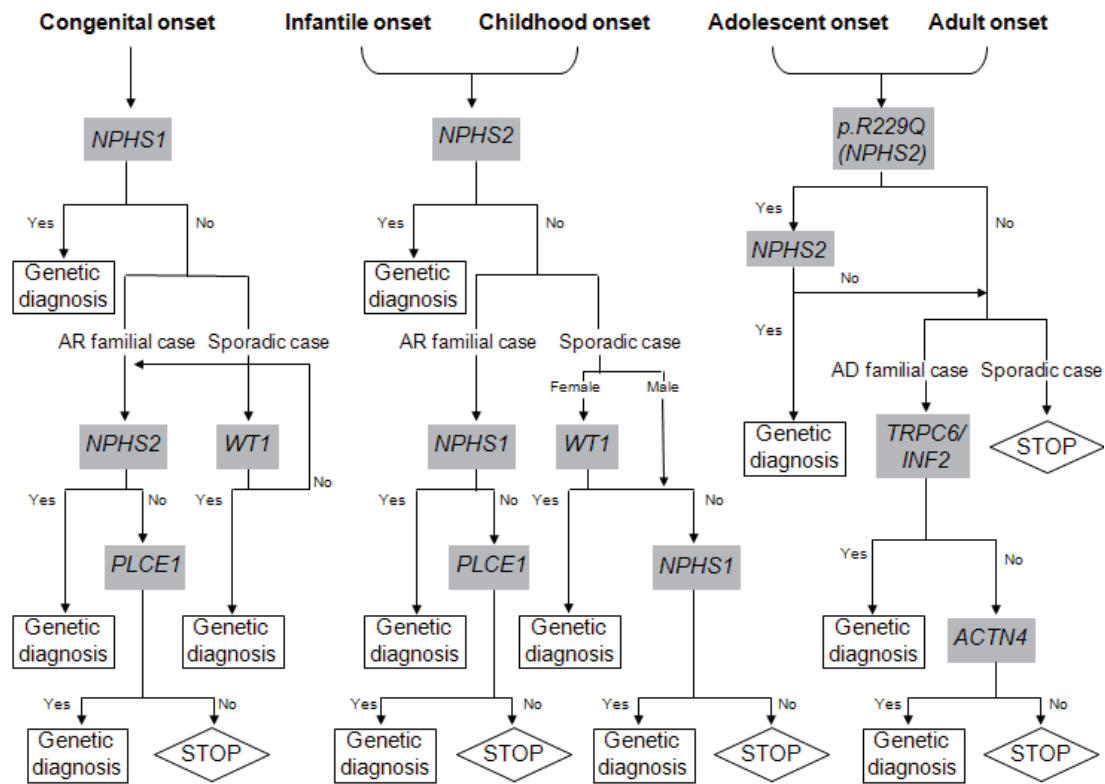 Congenital onset
Infantile onset
Childhood onset
Adolescent onset
Adult onset
NPHS1
NPHS2
p.R229Q
(NPHS2)
Yes
No
Yes
No
Yes
No
Genetic
diagnosis
Genetic
diagnosis
NPHS2
No
AR familial case
Sporadic case
AR familial case
Sporadic case
Yes
Female
Male
AD familial case
Sporadic case
NPHS2
WT1
NPHS1
WT1
Genetic
diagnosis
TRPC6/
INF2
STOP
Yes
No
Yes
No
Yes
No
Yes
No
PLCE1
PLCE1
NPHS1
Yes
No
Genetic
diagnosis
Genetic
diagnosis
Genetic
diagnosis
Genetic
diagnosis
Genetic
diagnosis
ACTN4
Yes
No
Yes
No
Yes
No
Yes
No
Genetic
diagnosis
STOP
Genetic
diagnosis
STOP
Genetic
diagnosis
STOP
Genetic
diagnosis
STOP